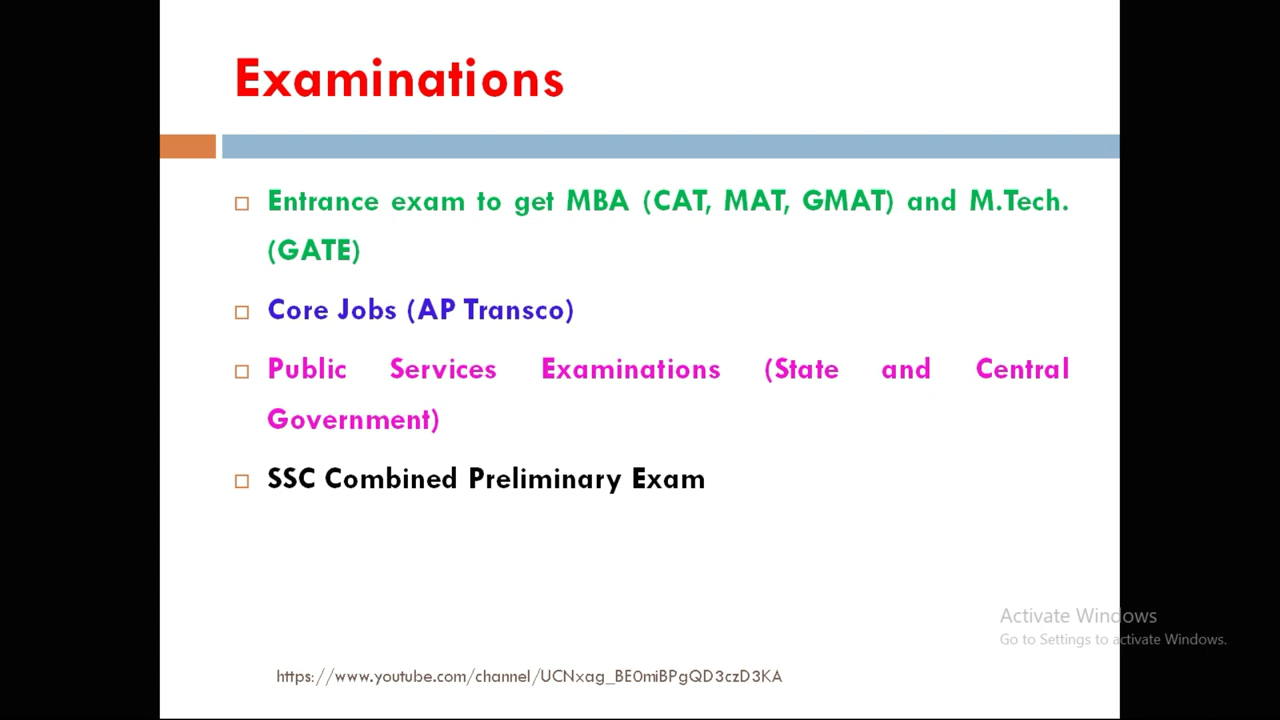 Examinations
Entrance exam to get MBA (CAT, MAT, GMAT) and M.Tech.
(GATE)
Core Jobs (AP Transco)
Public Services Examinations (State and Central
Government)
SSC Combined Preliminary Exam
Activate Windows
Go to Settings to activate Windows.
https://www.youtube.com/channel/UCNxag_BE0miBPgQD3czD3KA